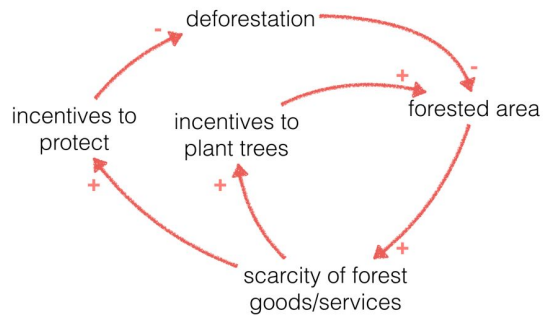 deforestation
-
-
+
forested area
incentives to
protect
incentives to
plant trees
+
+
+
scarcity of forest
goods/services